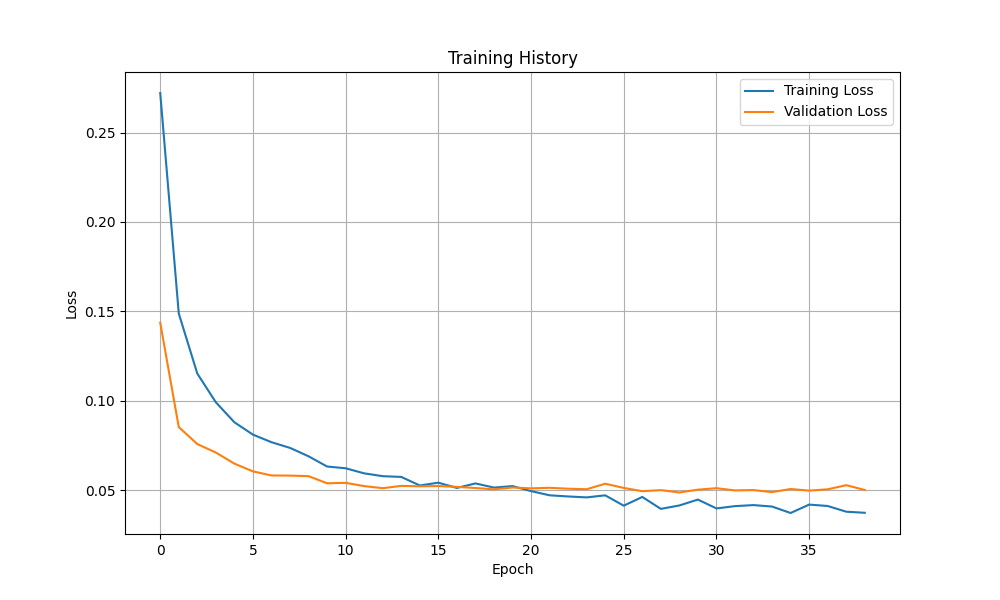 Training History
Training Loss
Validation Loss
0.25
0.20
0.15
0.10
0.05
Loss
0 5 10 15 20 25 30 35
Epoch